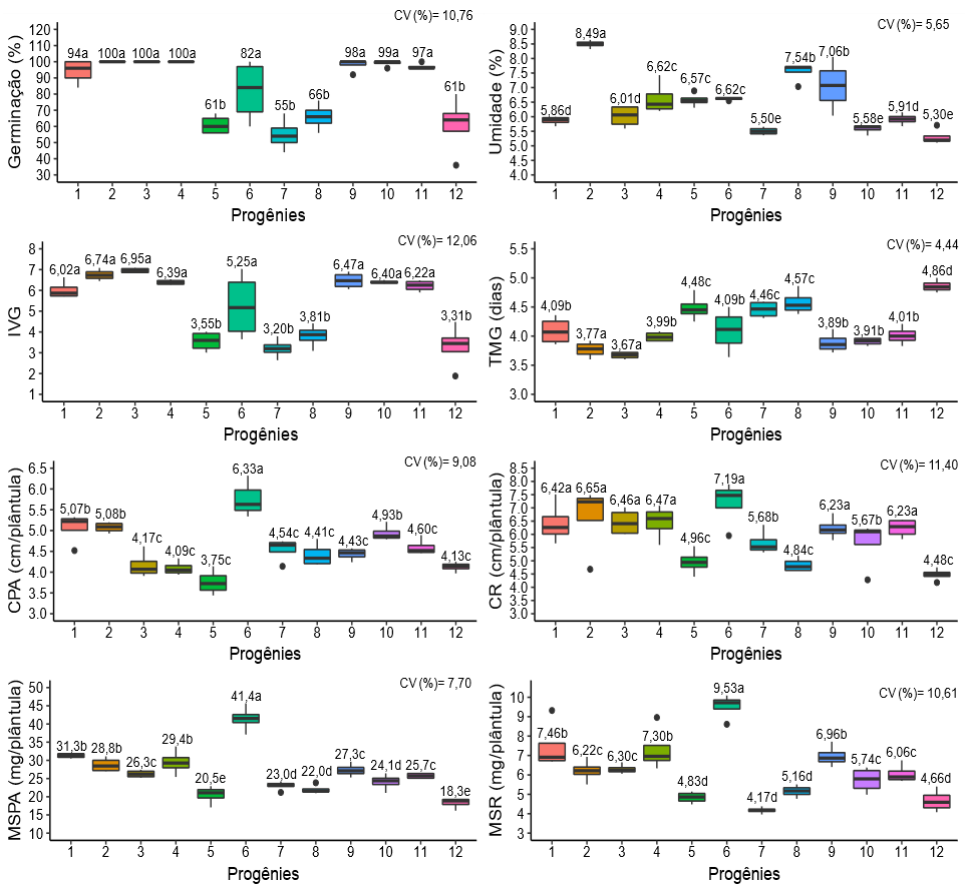 CV (%)= 10,76
Germinação (%)
120
110
100
90
80
70
60
50
40
30
94a 100a 100a 100a 61b 82a 55b 66b 98a 99a 97a 61b
1 2 3 4 5 6 7 8 9 10 11 12
Progênies
CV (%)= 5,65
Umidade (%)
9.0
8.5
8.0
7.5
7.0
6.5
6.0
5.5
5.0
4.5
4.0
5,86d 8,49a 6,01d 6,62c 6,57c 6,62c 5,50e 7,54b 7,06b 5,58e 5,91d 5,30e
1 2 3 4 5 6 7 8 9 10 11 12
Progênies
CV (%)= 12,06
IVG
8
7
6
5
4
3
2
1
6,02a 6,74a 6,95a 6,39a 3,55b 5,25a 3,20b 3,81b 6,47a 6,40a 6,22a 3,31b
1 2 3 4 5 6 7 8 9 10 11 12
Progênies
CV (%)= 4,44
TMG (dias)
5.5
5.0
4.5
4.0
3.5
3.0
4,09b 3,77a 3,67a 3,99b 4,48c 4,09b 4,46c 4,57c 3,89b 3,91b 4,01b 4,86d
1 2 3 4 5 6 7 8 9 10 11 12
Progênies
CV (%)= 9,08
CPA (cm/plântula)
6.5
6.0
5.5
5.0
4.5
4.0
3.5
3.0
5,07b 5,08b 4,17c 4,09c 3,75c 6,33a 4,54c 4,41c 4,43c 4,93b 4,60c 4,13c
1 2 3 4 5 6 7 8 9 10 11 12
Progênies
CV (%)= 11,40
CR (cm/plântula)
8.5
8.0
7.5
7.0
6.5
6.0
5.5
5.0
4.5
4.0
3.5
3.0
6,42a 6,65a 6,46a 6,47a 4,96c 7,19a 5,68b 4,84c 6,23a 5,67b 6,23a 4,48c
1 2 3 4 5 6 7 8 9 10 11 12
Progênies
CV (%)= 7,70
MSPA (mg/plântula)
50
45
40
35
30
25
20
15
10
31,3b 28,8b 26,3c 29,4b 20,5e 41,4a 23,0d 22,0d 27,3c 24,1d 25,7c 18,3e
1 2 3 4 5 6 7 8 9 10 11 12
Progênies
CV (%)= 10,61
MSR (mg/plântula)
10
9
8
7
6
5
4
3
7,46b 6,22c 6,30c 7,30b 4,83d 9,53a 4,17d 5,16d 6,96b 5,74c 6,06c 4,66d
1 2 3 4 5 6 7 8 9 10 11 12
Progênies